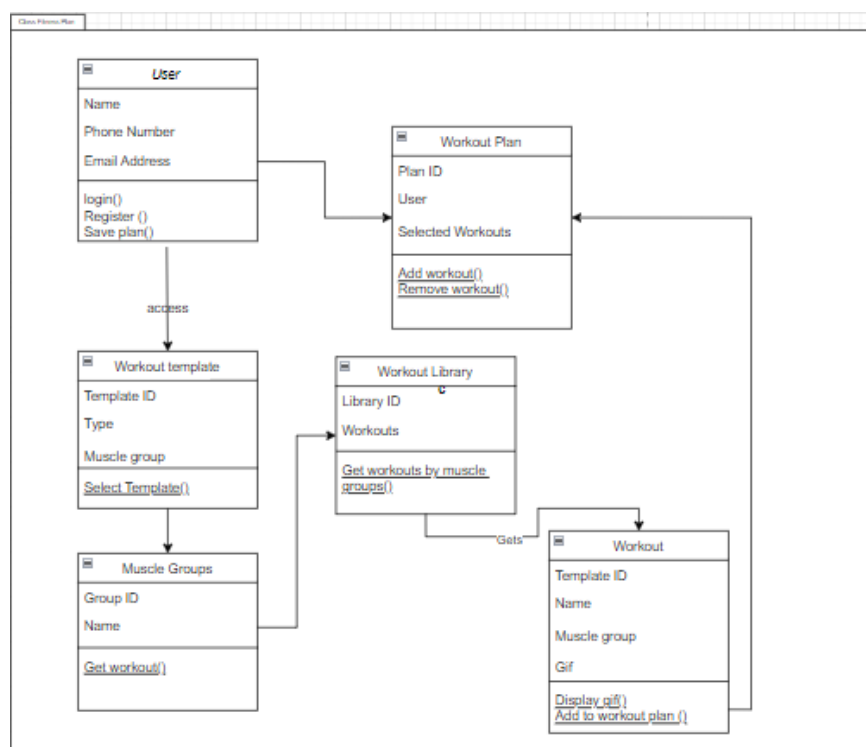 Class Fitness Plan
User
Name
Phone Number
Email Address
login()
Register ()
Save plan()
Workout Plan
Plan ID
User
Selected Workouts
Add workout()
Remove workout()
access
Workout template
Template ID
Type
Muscle group
Select Template()
Workout Library
c
Library ID
Workouts
Get workouts by muscle
groups()
Gets
Muscle Groups
Group ID
Name
Get workout()
Workout
Template ID
Name
Muscle group
Gif
Display gif()
Add to workout plan ()